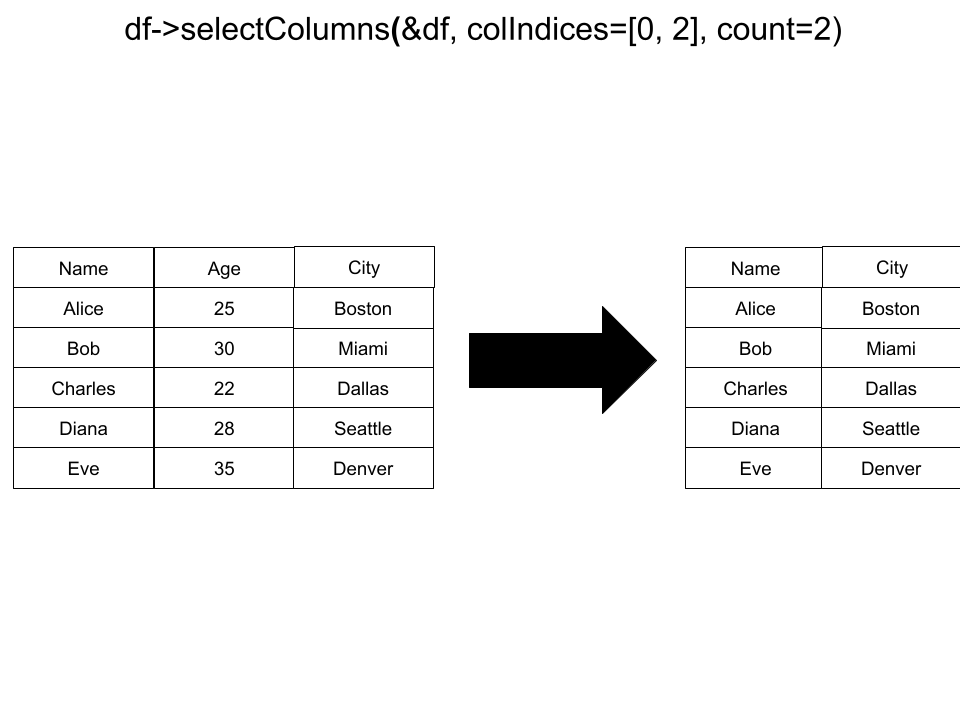 df->selectColumns(&df, colIndices=[0, 2], count=2)
Name Age City
Alice 25 Boston
Bob 30 Miami
Charles 22 Dallas
Diana 28 Seattle
Eve 35 Denver
Name City
Alice Boston
Bob Miami
Charles Dallas
Diana Seattle
Eve Denver